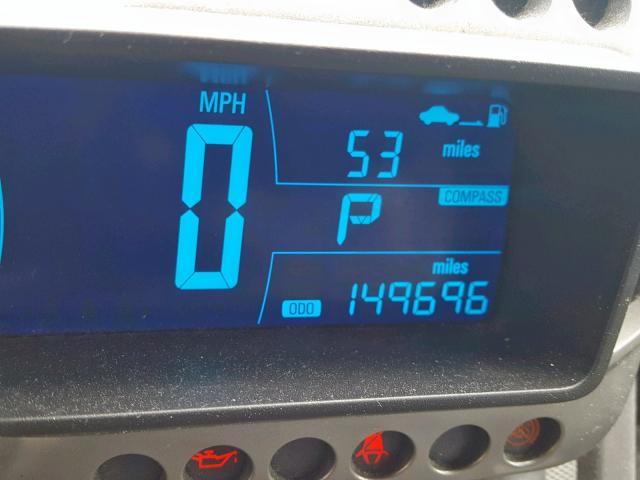 MPH
0
53 miles
COMPASS
P
miles
ODO 149696